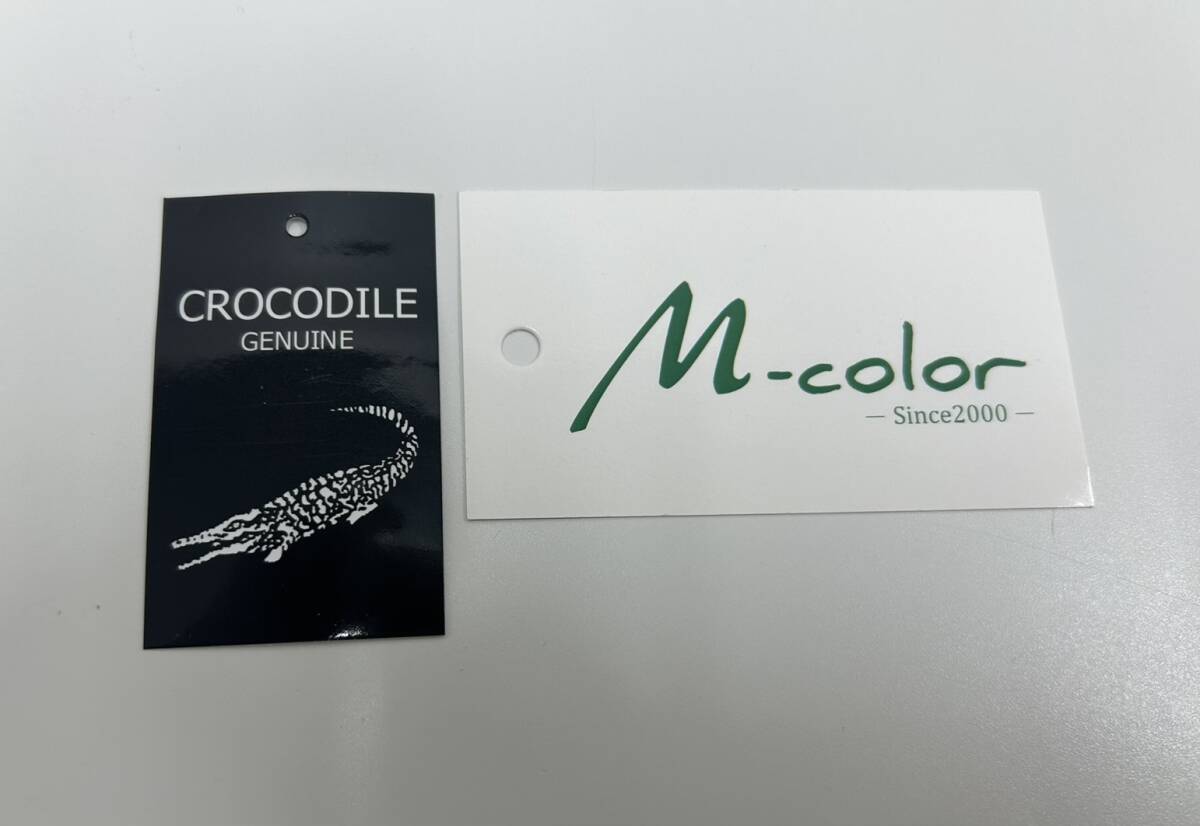 CROCODILE
GENUINE
M-color
— Since2000 —